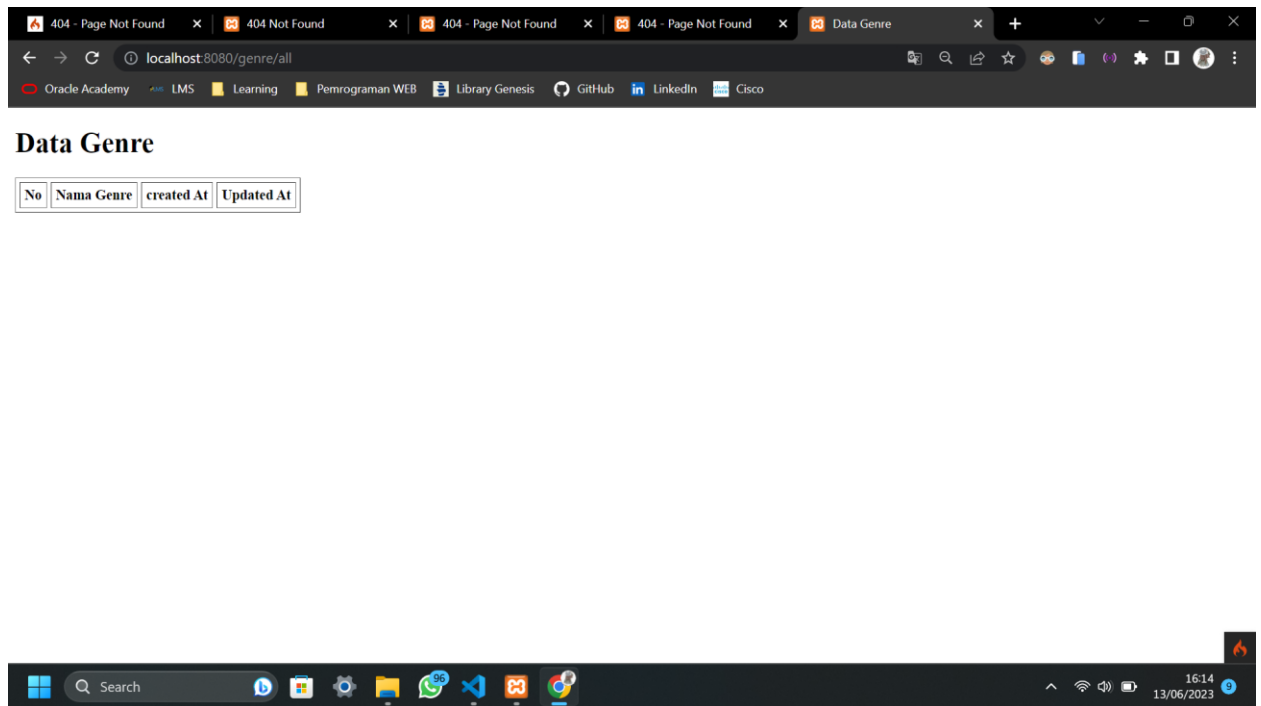 404 - Page Not Found 404 Not Found 404 - Page Not Found 404 - Page Not Found Data Genre
localhost:8080/genre/all
Oracle Academy LMS Learning Pemrograman WEB Library Genesis GitHub LinkedIn Cisco
Data Genre
No Nama Genre created At Updated At
Search
96
16:14
13/06/2023
9